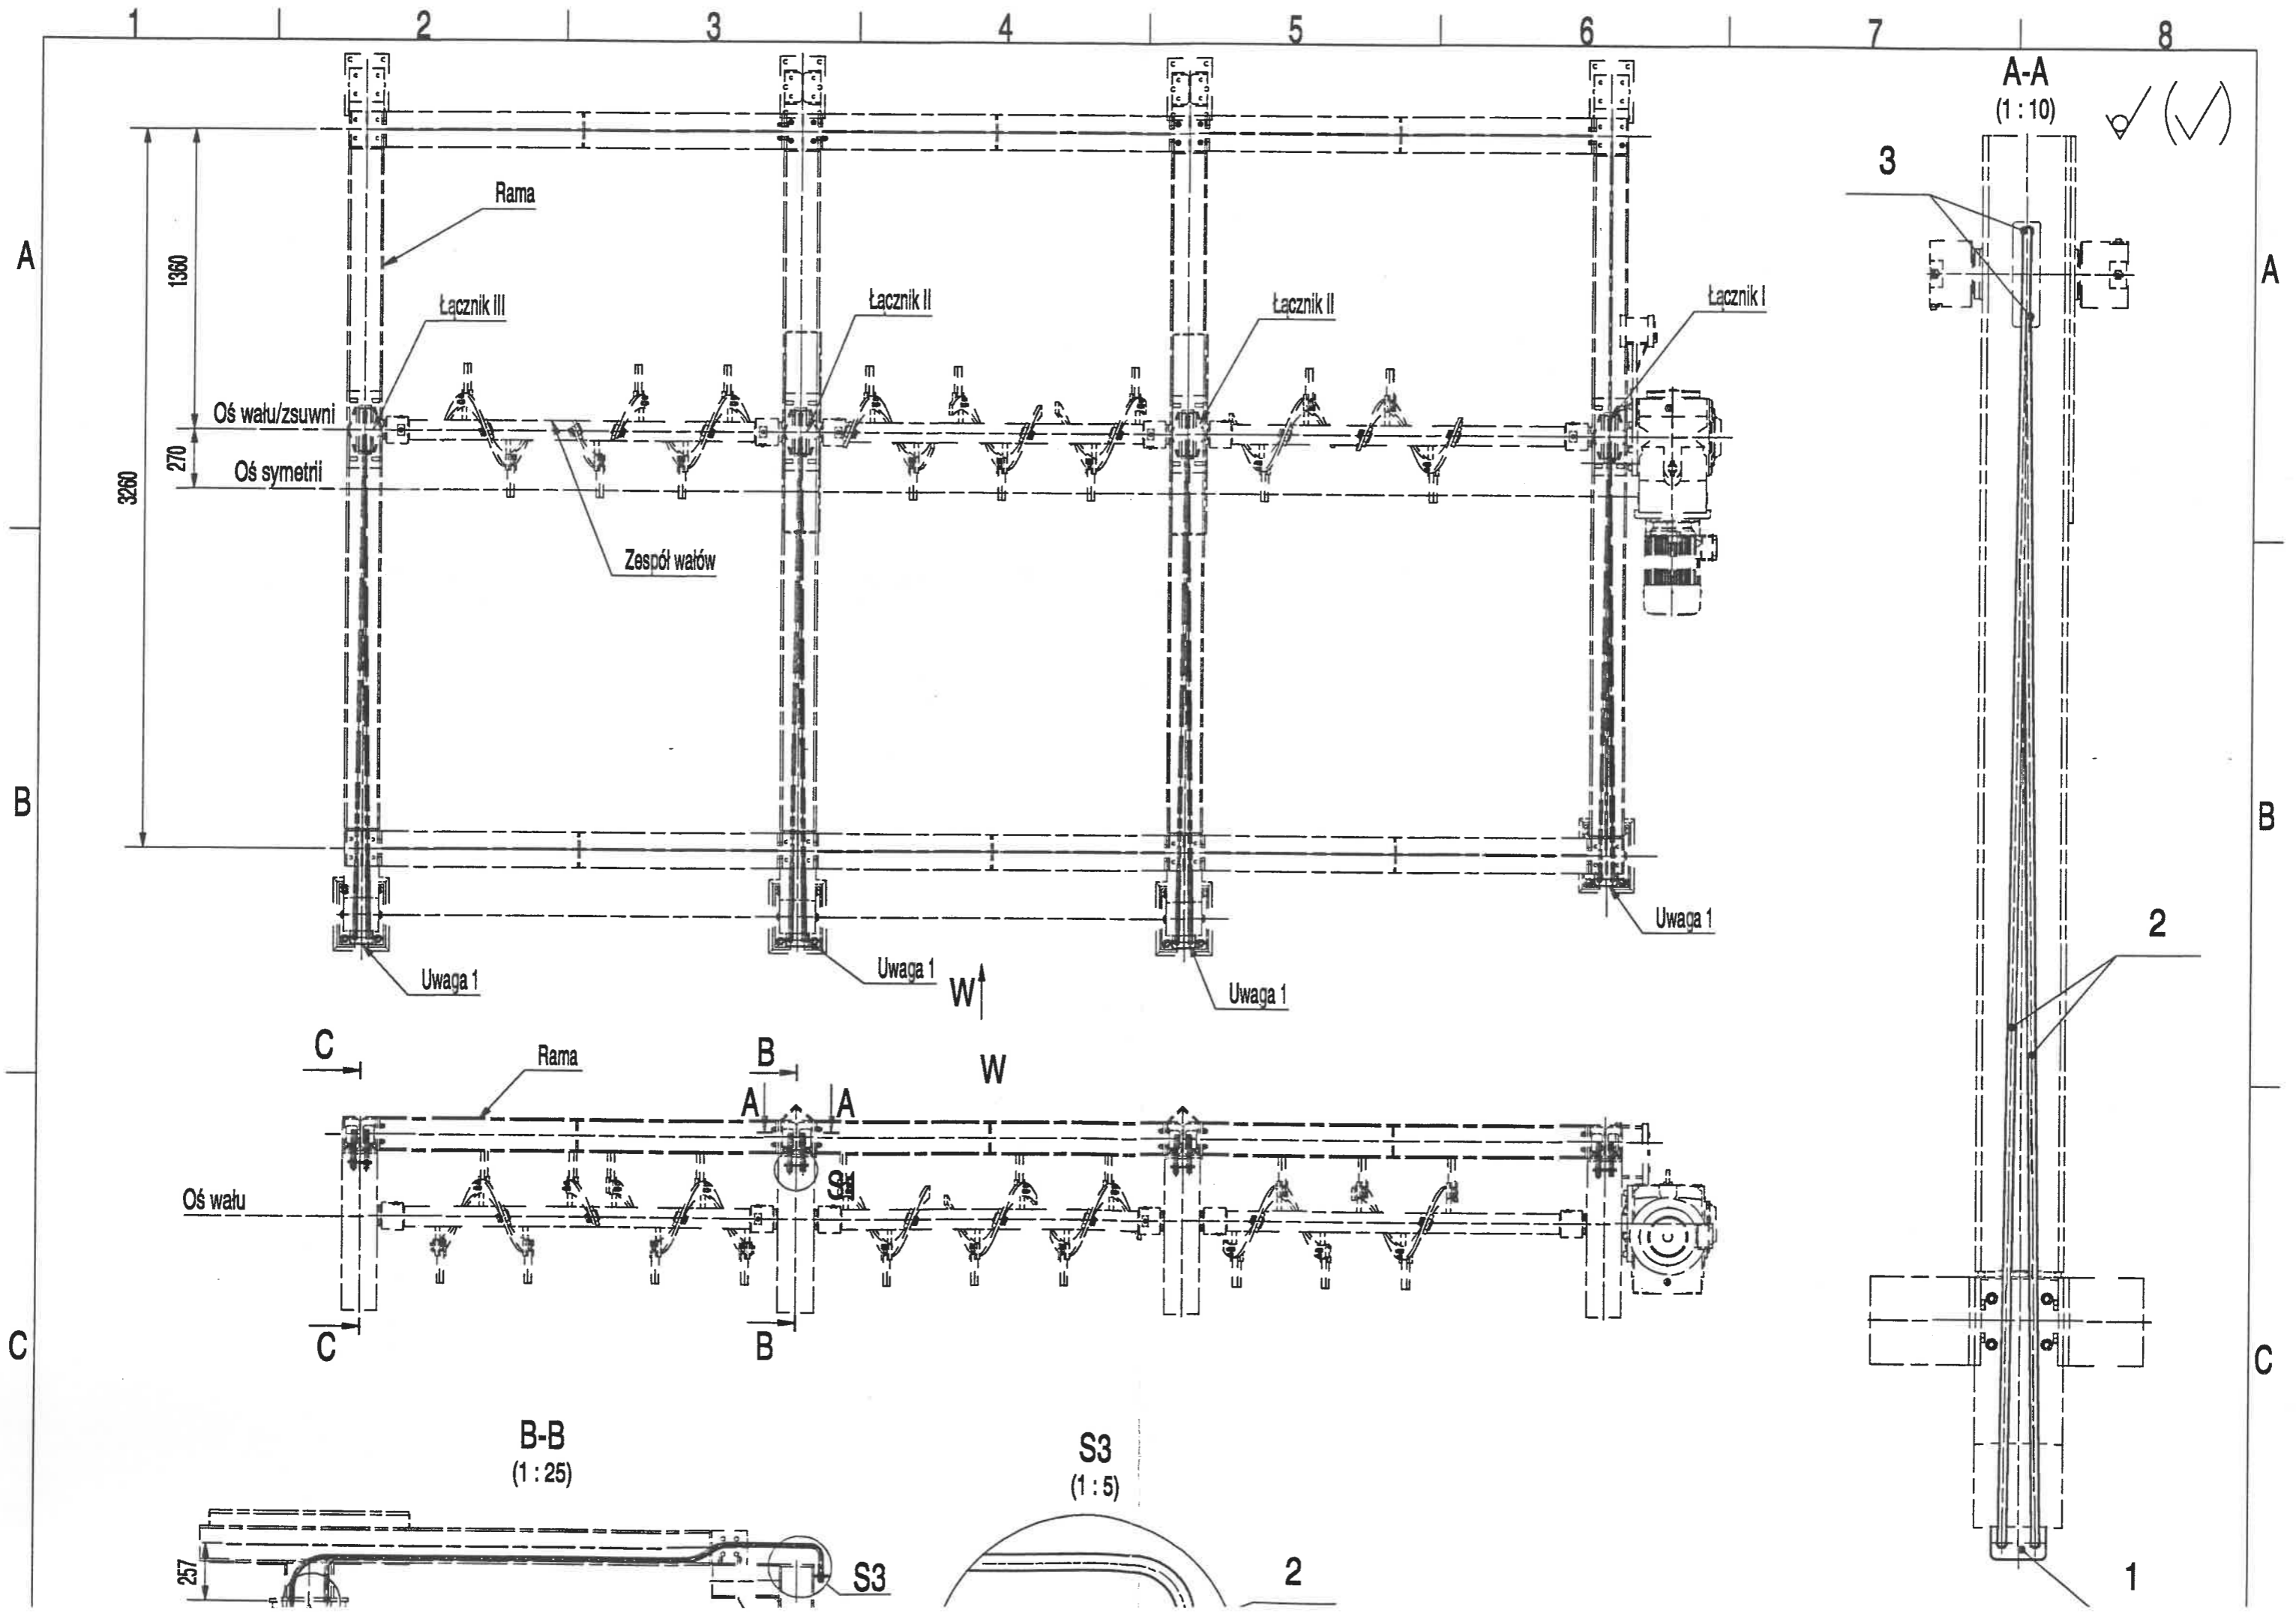 1 2 3 4 5 6 7 8
A-A
(1 : 10)
3
Rama
A
A
1360
Łącznik III
Łącznik II
Łącznik II
Łącznik I
Oś wału/zsuwni
270
Oś symetrii
3260
Zespół wałów
B
B
2
Uwaga 1
Uwaga 1
Uwaga 1
Uwaga 1
W
C
Rama
B
W
A
A
Oś wału
C
B
C
C
B-B
(1 : 25)
S3
(1 : 5)
257
S3
2
1